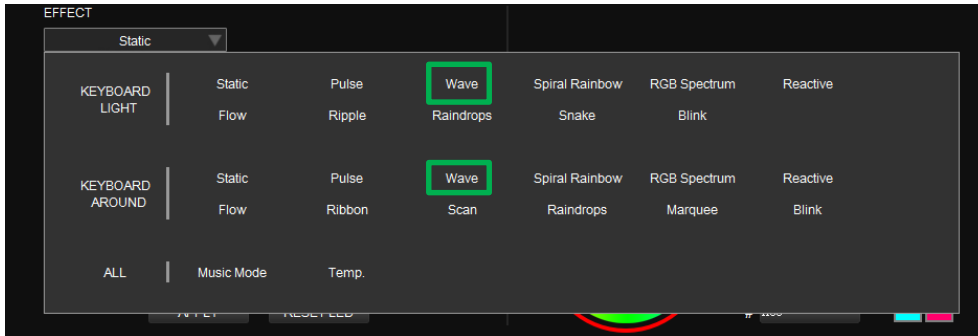 EFFECT
Static
KEYBOARD LIGHT
Static Pulse Wave Spiral Rainbow RGB Spectrum Reactive
Flow Ripple Raindrops Snake Blink
KEYBOARD AROUND
Static Pulse Wave Spiral Rainbow RGB Spectrum Reactive
Flow Ribbon Scan Raindrops Marquee Blink
ALL Music Mode Temp.
#